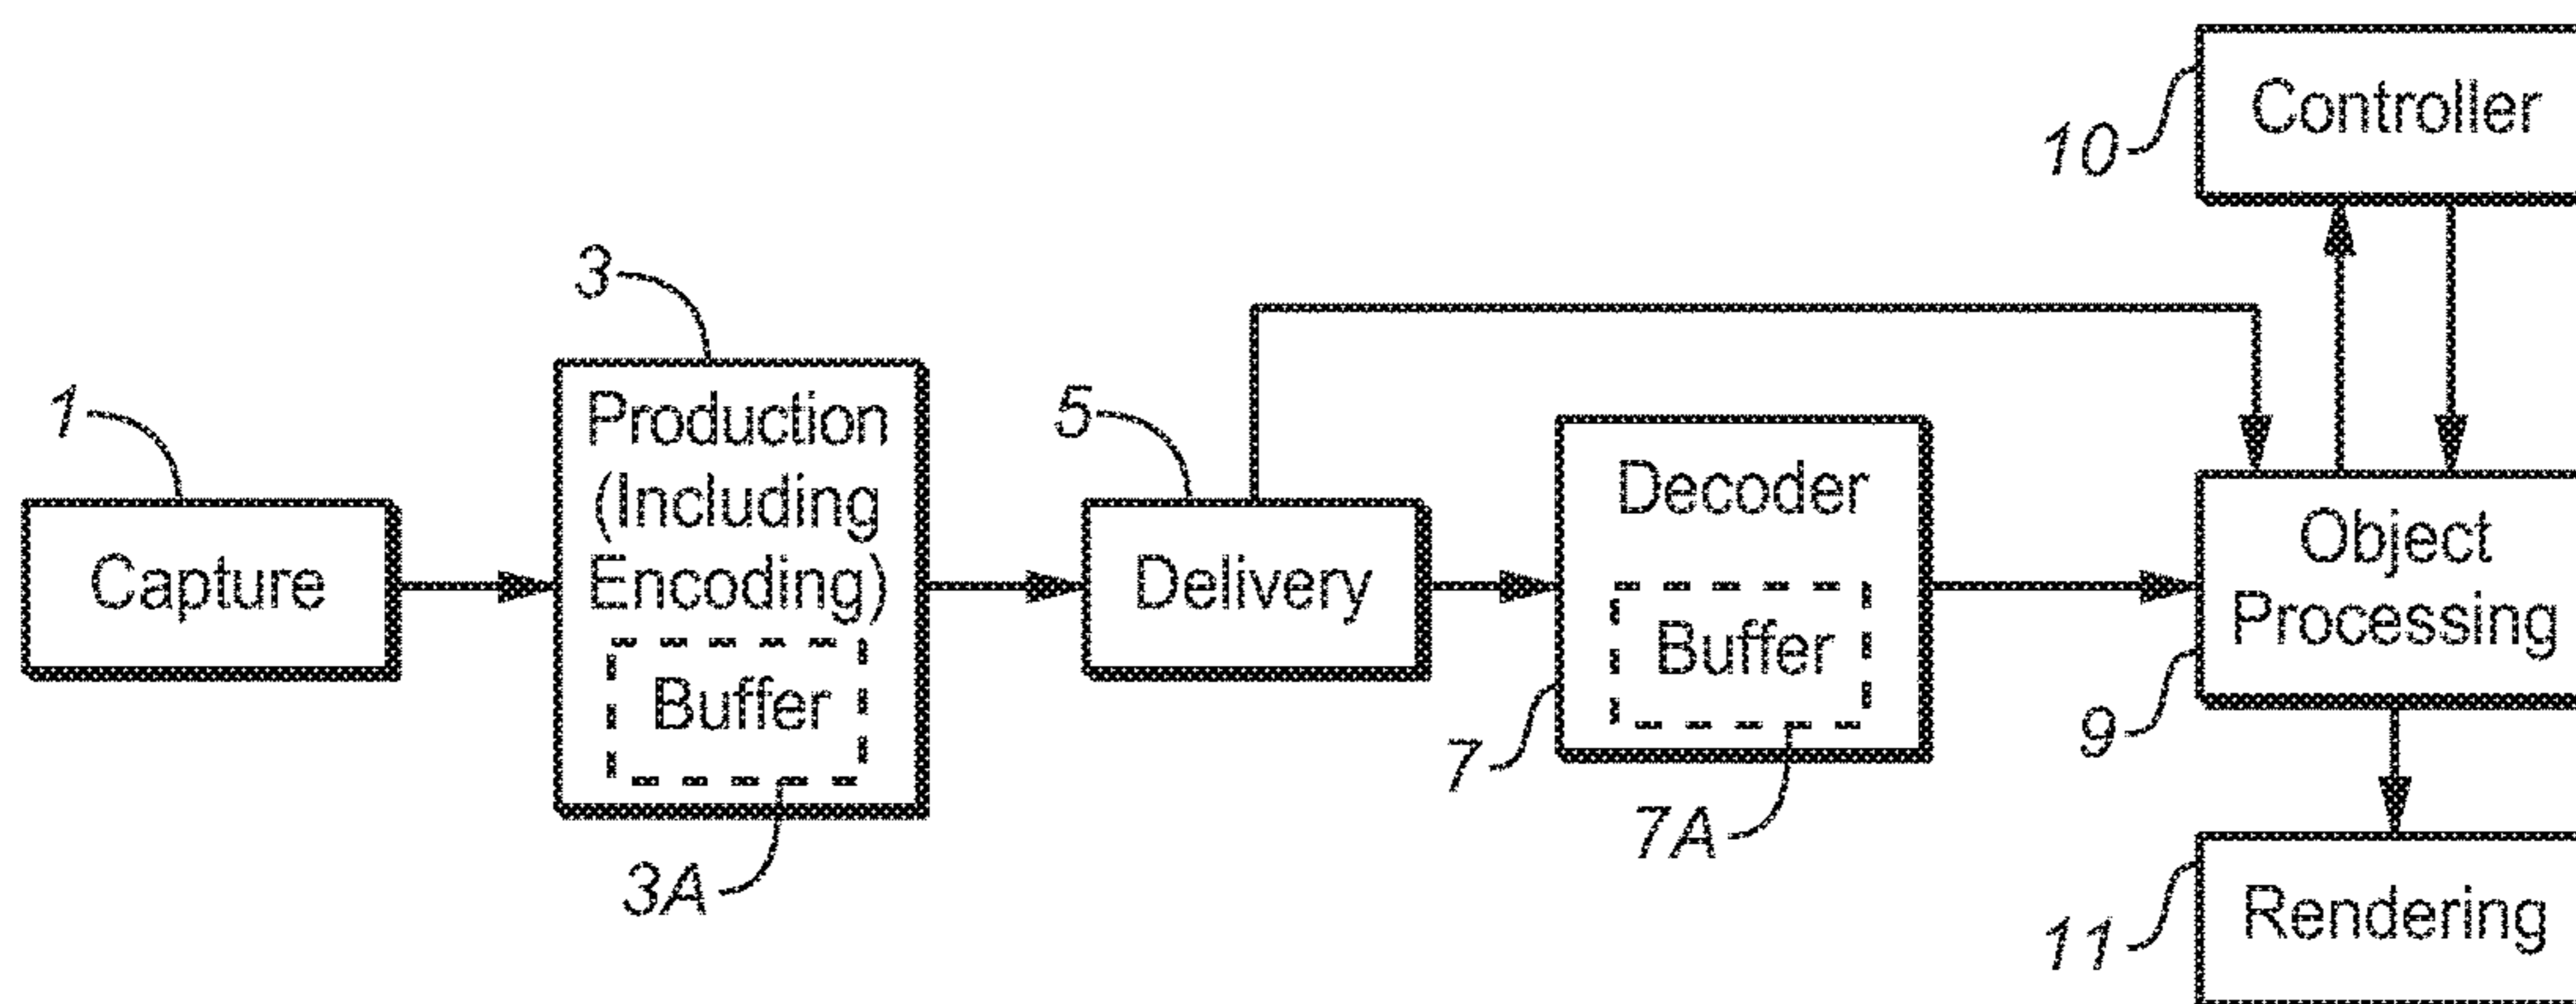 1
Capture
3
Production
(Including
Encoding)
Buffer
3A
5
Delivery
Decoder
Buffer
7
7A
10
Controller
Object
Processing
9
11
Rendering